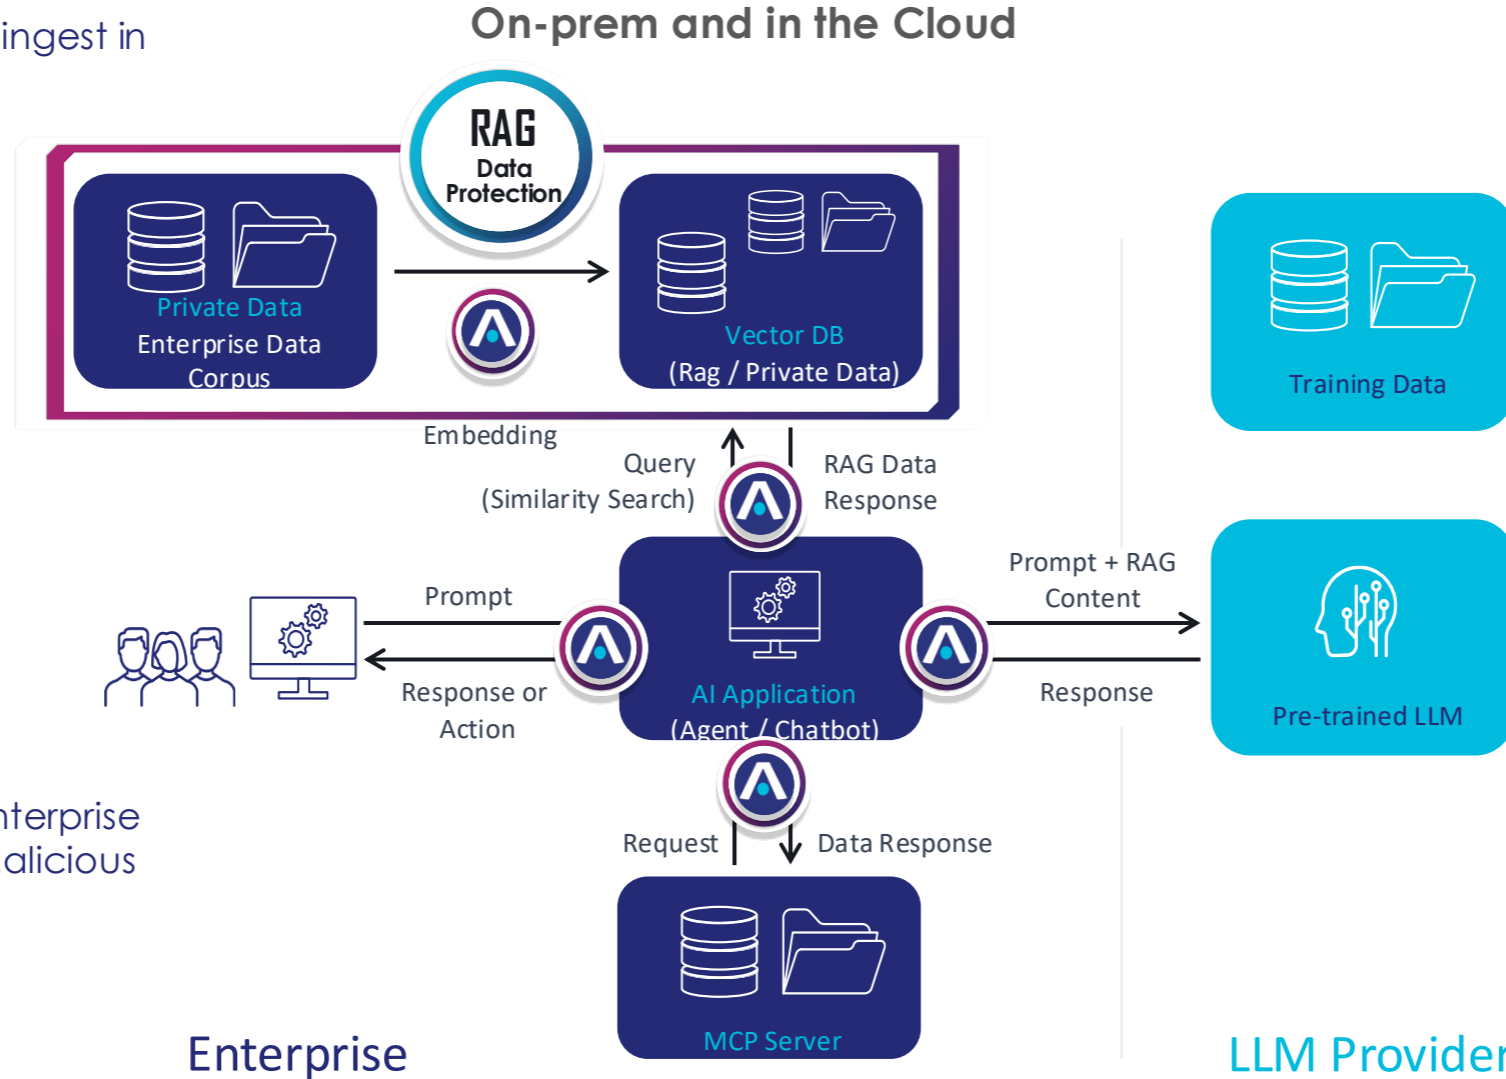 ingest in
On-prem and in the Cloud
RAG
Data
Protection
Private Data
Enterprise Data
Corpus
Vector DB
(Rag / Private Data)
Training Data
Embedding
Query
(Similarity Search)
RAG Data
Response
Prompt
Response or
Action
AI Application
(Agent / Chatbot)
Prompt + RAG
Content
Response
Pre-trained LLM
nterprise
alicious
Request
Data Response
MCP Server
Enterprise
LLM Provider